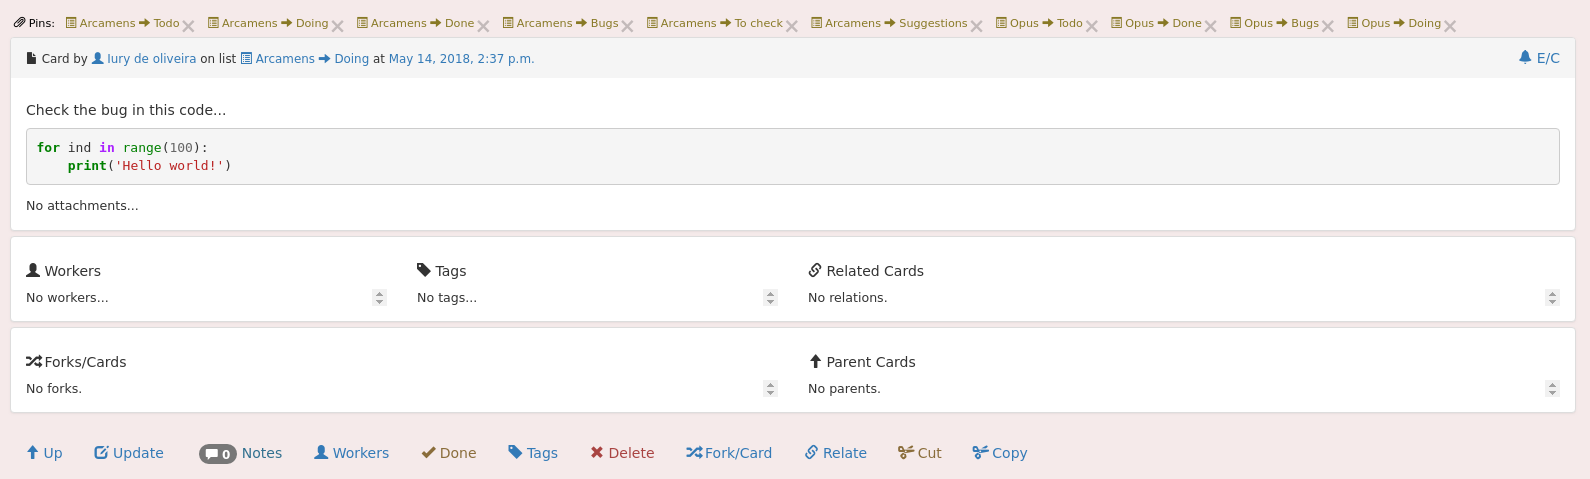 Pins: Arcamens Todo Arcamens Doing Arcamens Done Arcamens Bugs Arcamens To check Arcamens Suggestions Opus Todo Opus Done Opus Bugs Opus Doing
Card by Iury de oliveira on list Arcamens Doing at May 14, 2018, 2:37 p.m. E/C
Check the bug in this code...
for ind in range(100):
    print('Hello world!')
No attachments...
Workers Tags Related Cards
No workers... No tags... No relations.
Forks/Cards Parent Cards
No forks. No parents.
Up Update 0 Notes Workers Done Tags Delete Fork/Card Relate Cut Copy